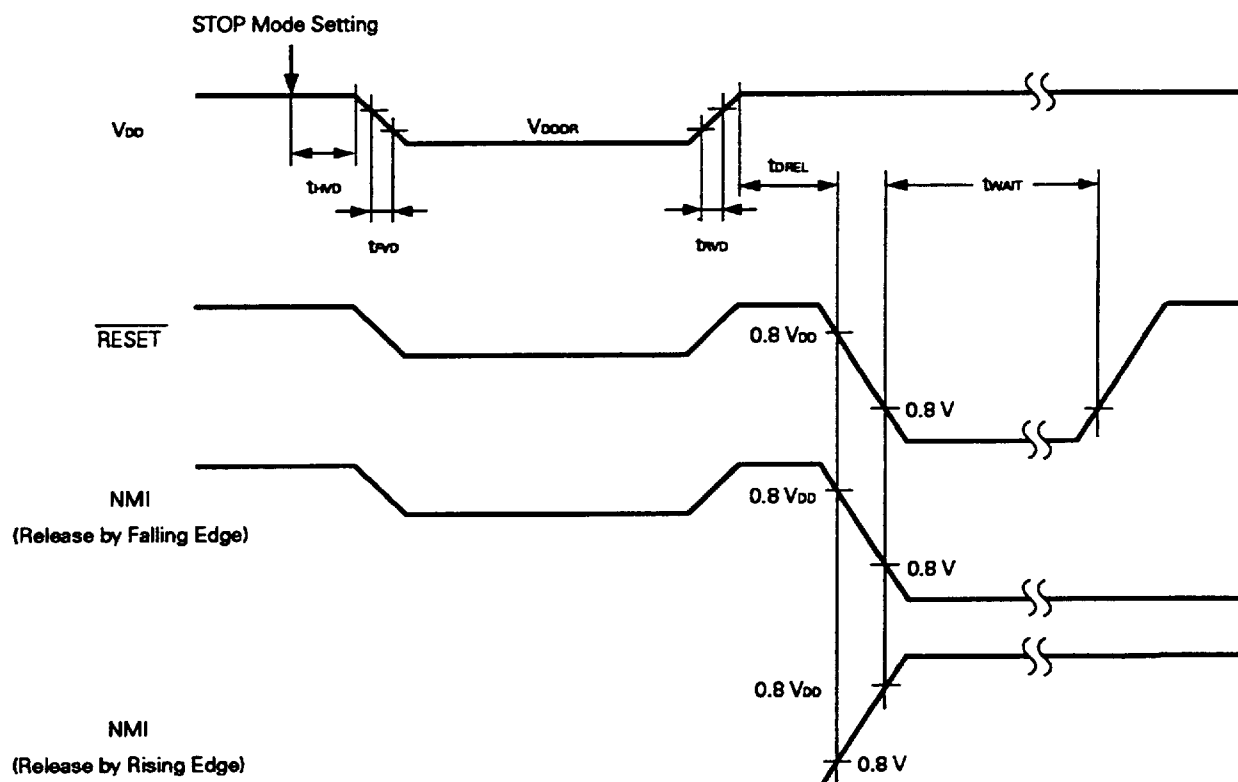 STOP Mode Setting
VDD
VDDDR
tHVD
tFVD
tRVD
tDREL
tWAIT
RESET
0.8 VDD
0.8 V
NMI
(Release by Falling Edge)
0.8 VDD
0.8 V
0.8 VDD
NMI
(Release by Rising Edge)
0.8 V